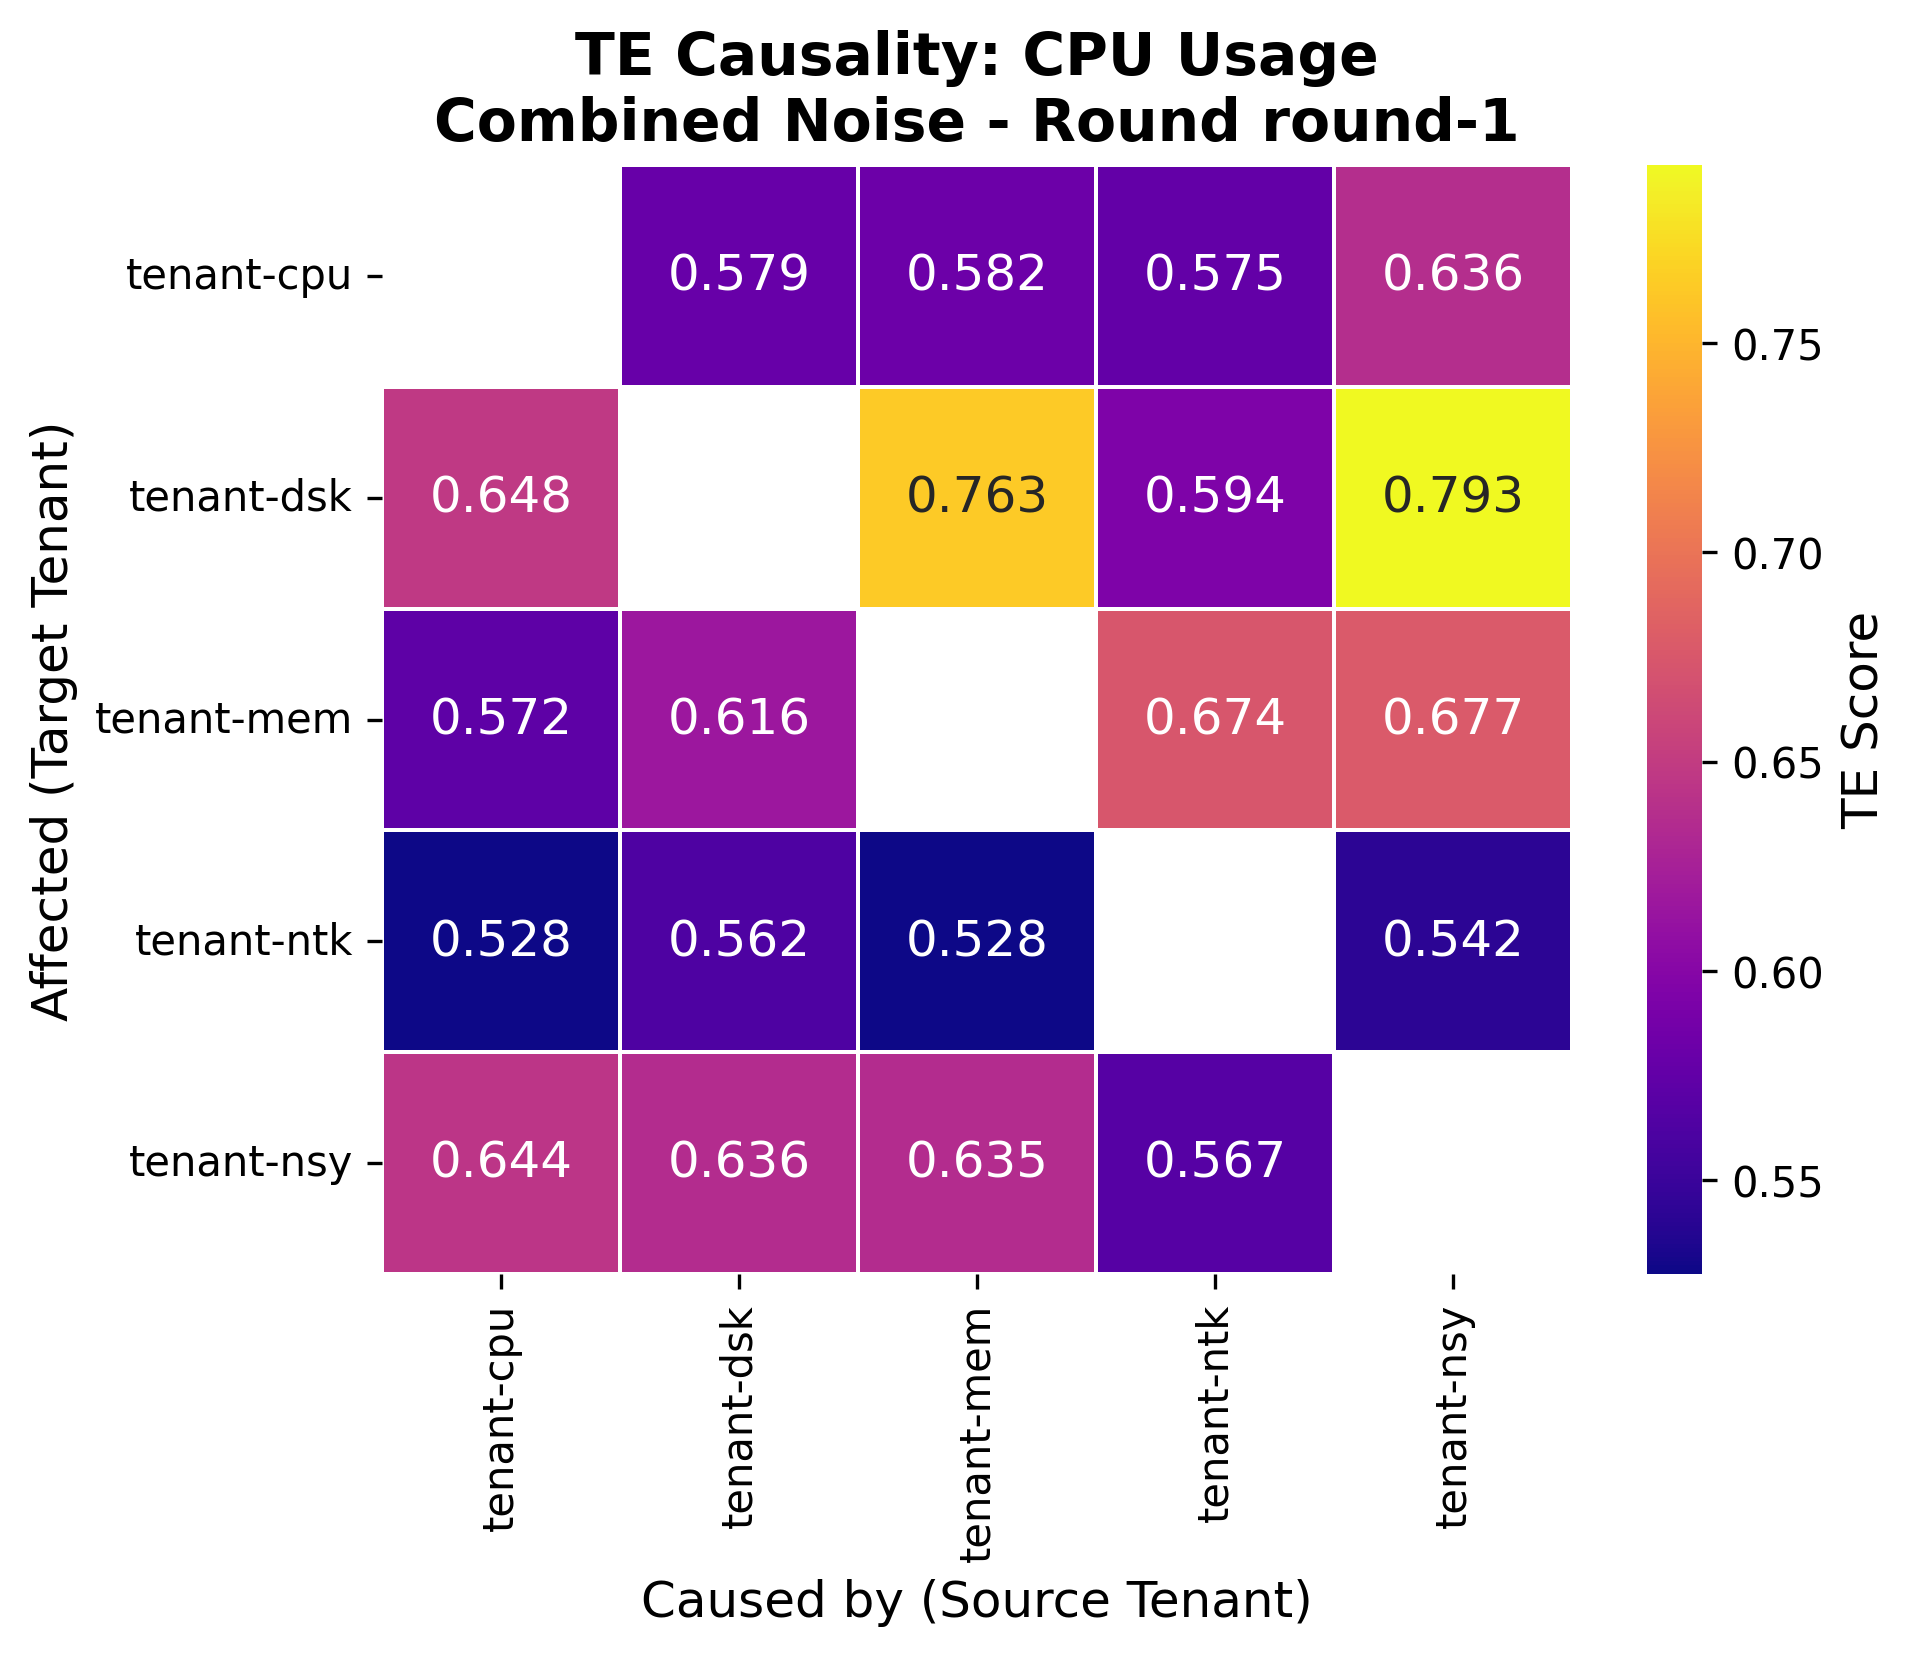 TE Causality: CPU Usage
Combined Noise - Round round-1
Affected (Target Tenant)
tenant-cpu
0.579 0.582 0.575 0.636
tenant-dsk
0.648 0.763 0.594 0.793
tenant-mem
0.572 0.616 0.674 0.677
tenant-ntk
0.528 0.562 0.528 0.542
tenant-nsy
0.644 0.636 0.635 0.567
tenant-cpu
tenant-dsk
tenant-mem
tenant-ntk
tenant-nsy
Caused by (Source Tenant)
0.75
0.70
0.65
0.60
0.55
TE Score